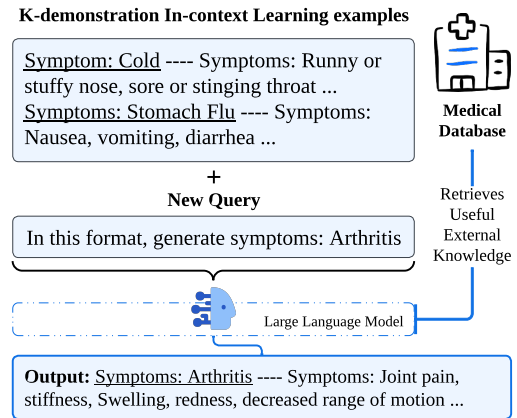 K-demonstration In-context Learning examples
Symptom: Cold ---- Symptoms: Runny or
stuffy nose, sore or stinging throat ...
Symptoms: Stomach Flu ---- Symptoms:
Nausea, vomiting, diarrhea ...
+
New Query
In this format, generate symptoms: Arthritis
Medical
Database
Retrieves
Useful
External
Knowledge
Large Language Model
Output: Symptoms: Arthritis ---- Symptoms: Joint pain,
stiffness, Swelling, redness, decreased range of motion ...